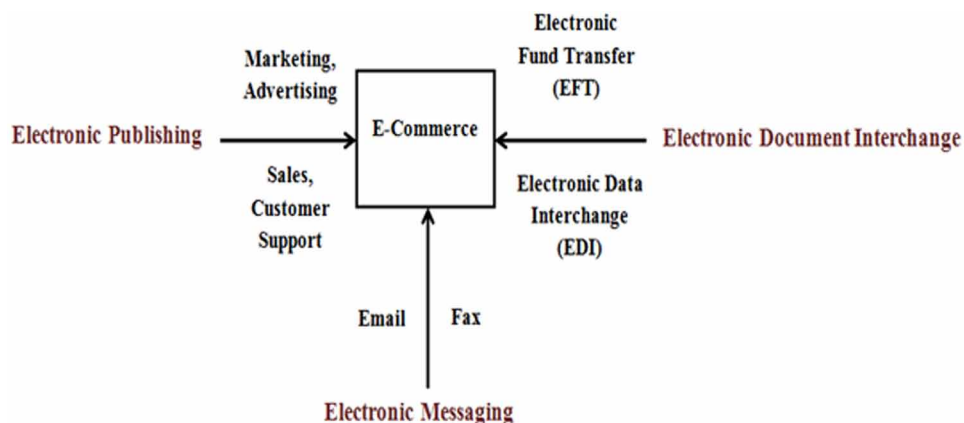 Marketing,
Advertising
Electronic
Fund Transfer
(EFT)
E-Commerce
Electronic Publishing
Electronic Document Interchange
Sales,
Customer
Support
Electronic Data
Interchange
(EDI)
Email
Fax
Electronic Messaging